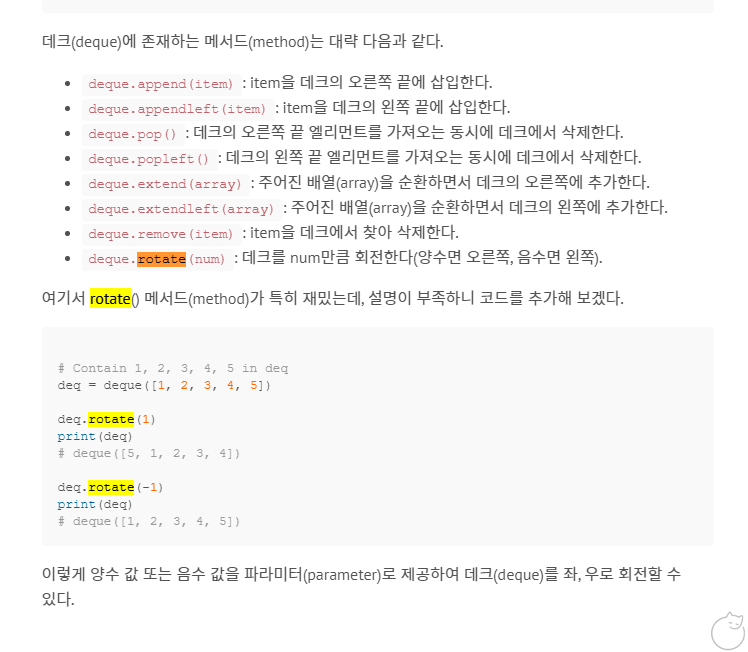 데크(deque)에 존재하는 메서드(method)는 대략 다음과 같다.
deque.append(item) : item을 데크의 오른쪽 끝에 삽입한다.
deque.appendleft(item) : item을 데크의 왼쪽 끝에 삽입한다.
deque.pop() : 데크의 오른쪽 끝 엘리먼트를 가져오는 동시에 데크에서 삭제한다.
deque.popleft() : 데크의 왼쪽 끝 엘리먼트를 가져오는 동시에 데크에서 삭제한다.
deque.extend(array) : 주어진 배열(array)을 순환하면서 데크의 오른쪽에 추가한다.
deque.extendleft(array) : 주어진 배열(array)을 순환하면서 데크의 왼쪽에 추가한다.
deque.remove(item) : item을 데크에서 찾아 삭제한다.
deque.rotate(num) : 데크를 num만큼 회전한다(양수면 오른쪽, 음수면 왼쪽).
여기서 rotate() 메서드(method)가 특히 재밌는데, 설명이 부족하니 코드를 추가해 보겠다.
# Contain 1, 2, 3, 4, 5 in deq
deq = deque([1, 2, 3, 4, 5])
deq.rotate(1)
print(deq)
# deque([5, 1, 2, 3, 4])
deq.rotate(-1)
print(deq)
# deque([1, 2, 3, 4, 5])
이렇게 양수 값 또는 음수 값을 파라미터(parameter)로 제공하여 데크(deque)를 좌, 우로 회전할 수
있다.